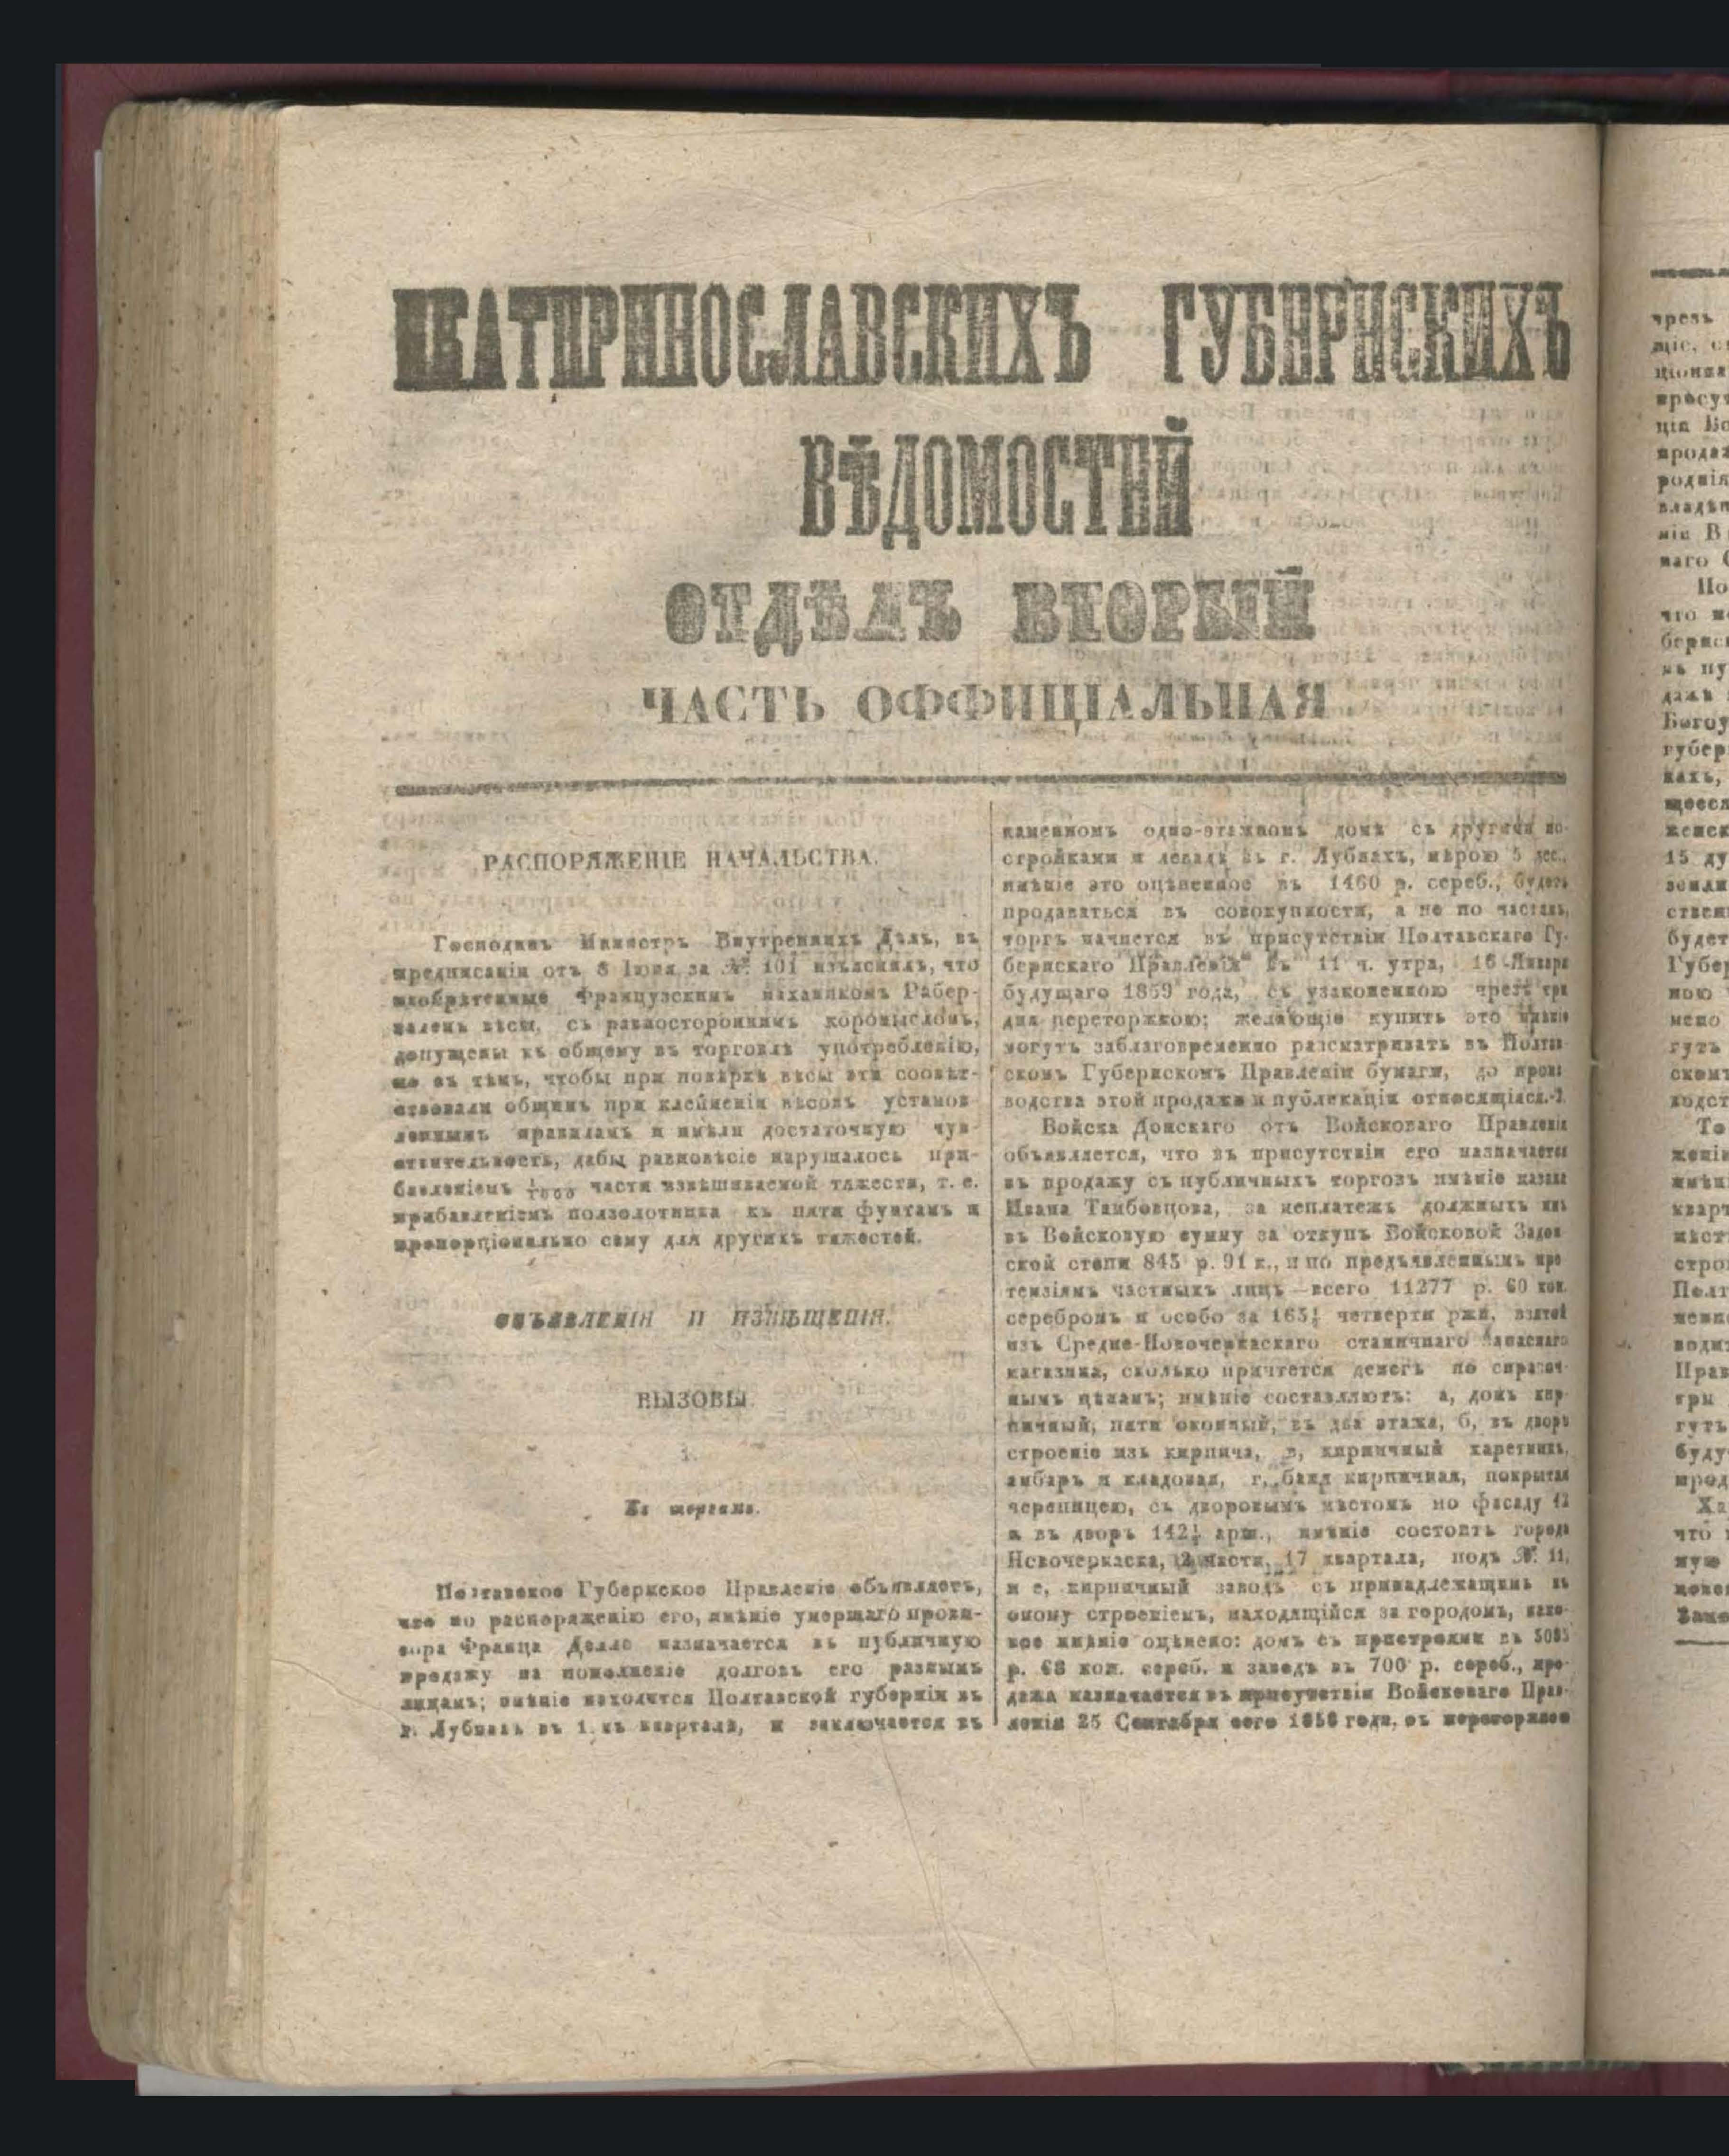 ЕКАТЕРИНОСЛАВСКИХЪ ГУБЕРНСКИХЪ
ВѢДОМОСТЕЙ
ОТДѢЛЪ ВТОРЫЙ
ЧАСТЬ ОФФИЦІАЛЬНАЯ
РАСПОРЯЖЕНІЕ НАЧАЛЬСТВА.
Господинъ Министръ Внутреннихъ Дѣлъ, въ
предписаніи отъ Іюня за № 101 изъяснилъ, что
изобрѣтенные Французскимъ механикомъ Рабер-
вѣсы, съ равностороннимъ коромысломъ,
допущены къ общему въ торговлѣ употребленію,
но съ тѣмъ, чтобы при повѣркѣ вѣсы эти соовѣт-
ствовали общимъ при клейменіи вѣсовъ установ
леннымъ правиламъ и имѣли достаточную чув-
ствительность, дабы равновѣсіе нарушалось при-
бавленіемъ части взвѣшиваемой тяжести, т. е.
прибавленіемъ ползолотника къ пяти фунтамъ и
пропорціонально сему для другихъ тяжестей.
ОБЪЯВЛЕНІЯ И ИЗВѢЩЕНІЯ.
ВЫЗОВЫ.
1.
Къ торгамъ.
Полтавское Губернское Правленіе объявляетъ,
что по распоряженію его, имѣніе умершаго прови-
зора Франца Делле назначается въ публичную
продажу на пополненіе долговъ его разнымъ
лицамъ; имѣніе находится Полтавской губерніи въ
г. Лубнахъ въ 1. мъ кварталѣ, и заключается въ
каменномъ одно-этажномъ домѣ съ другими по-
стройками и левадѣ въ г. Лубнахъ, мѣрою 5 дес.,
имѣніе это оцѣненное въ 1460 р. сереб., будетъ
продаваться въ совокупности, а не по частямъ,
торгъ начнется въ присутствіи Полтавскаго Гу-
бернскаго Правленія въ 11 ч. утра, 16 Января
будущаго 1859 года, съ узаконенною чрезъ три
дня переторжкою; желающіе купить это имѣніе
могутъ заблаговременно разсматривать въ Полтав
скомъ Губернскомъ Правленіи бумаги, до произ
водства этой продажи и публикаціи относящіяся.-2.
Войска Донскаго отъ Войсковаго Правленія
объявляется, что въ присутствіи его назначается
въ продажу съ публичныхъ торговъ имѣніе казака
Ивана Тамбовцова, за неплатежъ должныхъ имъ
въ Войсковую сумму за откупъ Войсковой Задон
ской степи 845 р. 91 к., и по предъявленнымъ пре
тензіямъ частныхъ лицъ—всего 11277 р. 60 коп.
серебромъ и особо за 165½ четверти ржи, взятой
изъ Средне-Новочеркаскаго станичнаго Запаснаго
магазина, сколько причтется денегъ по справоч-
нымъ цѣнамъ; имѣніе составляютъ: а, домъ кир
пичный, пяти оконный, въ два этажа, б, въ дворѣ
строеніе изъ кирпича, в, кирпичный каретникъ,
амбаръ и кладовая, г, баня кирпичная, покрытая
черепицею, съ дворовымъ мѣстомъ по фасаду
а въ дворъ 142½ арш., имѣніе состоитъ города
Новочеркаска, 2 части, 17 квартала, подъ № 11,
и е, кирпичный заводъ съ принадлежащимъ къ
оному строеніемъ, находящійся за городомъ, како-
вое имѣніе оцѣнено: домъ съ пристройки въ
р. 68 коп. сереб. и заводъ въ 700 р. сереб., про-
дажа назначается въ присутствіи Войсковаго Прав-
ленія 25 Сентября сего 1858 года, съ переторжкою